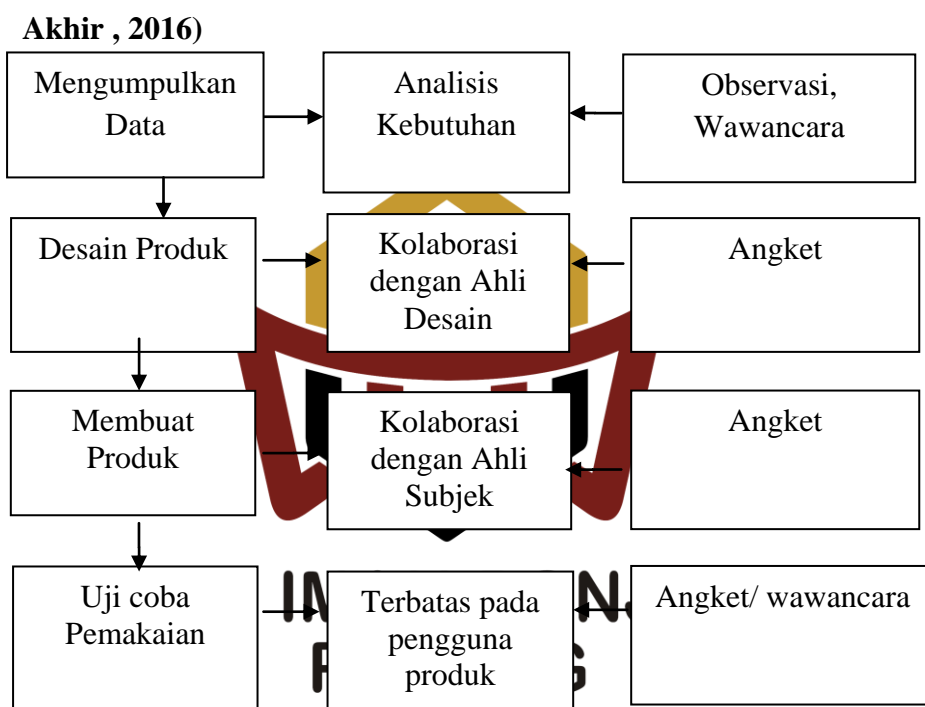 Akhir , 2016)
Mengumpulkan
Data
Analisis
Kebutuhan
Observasi,
Wawancara
Desain Produk
Kolaborasi
dengan Ahli
Desain
Angket
Membuat
Produk
Kolaborasi
dengan Ahli
Subjek
Angket
Uji coba
Pemakaian
Terbatas pada
pengguna
produk
Angket/ wawancara